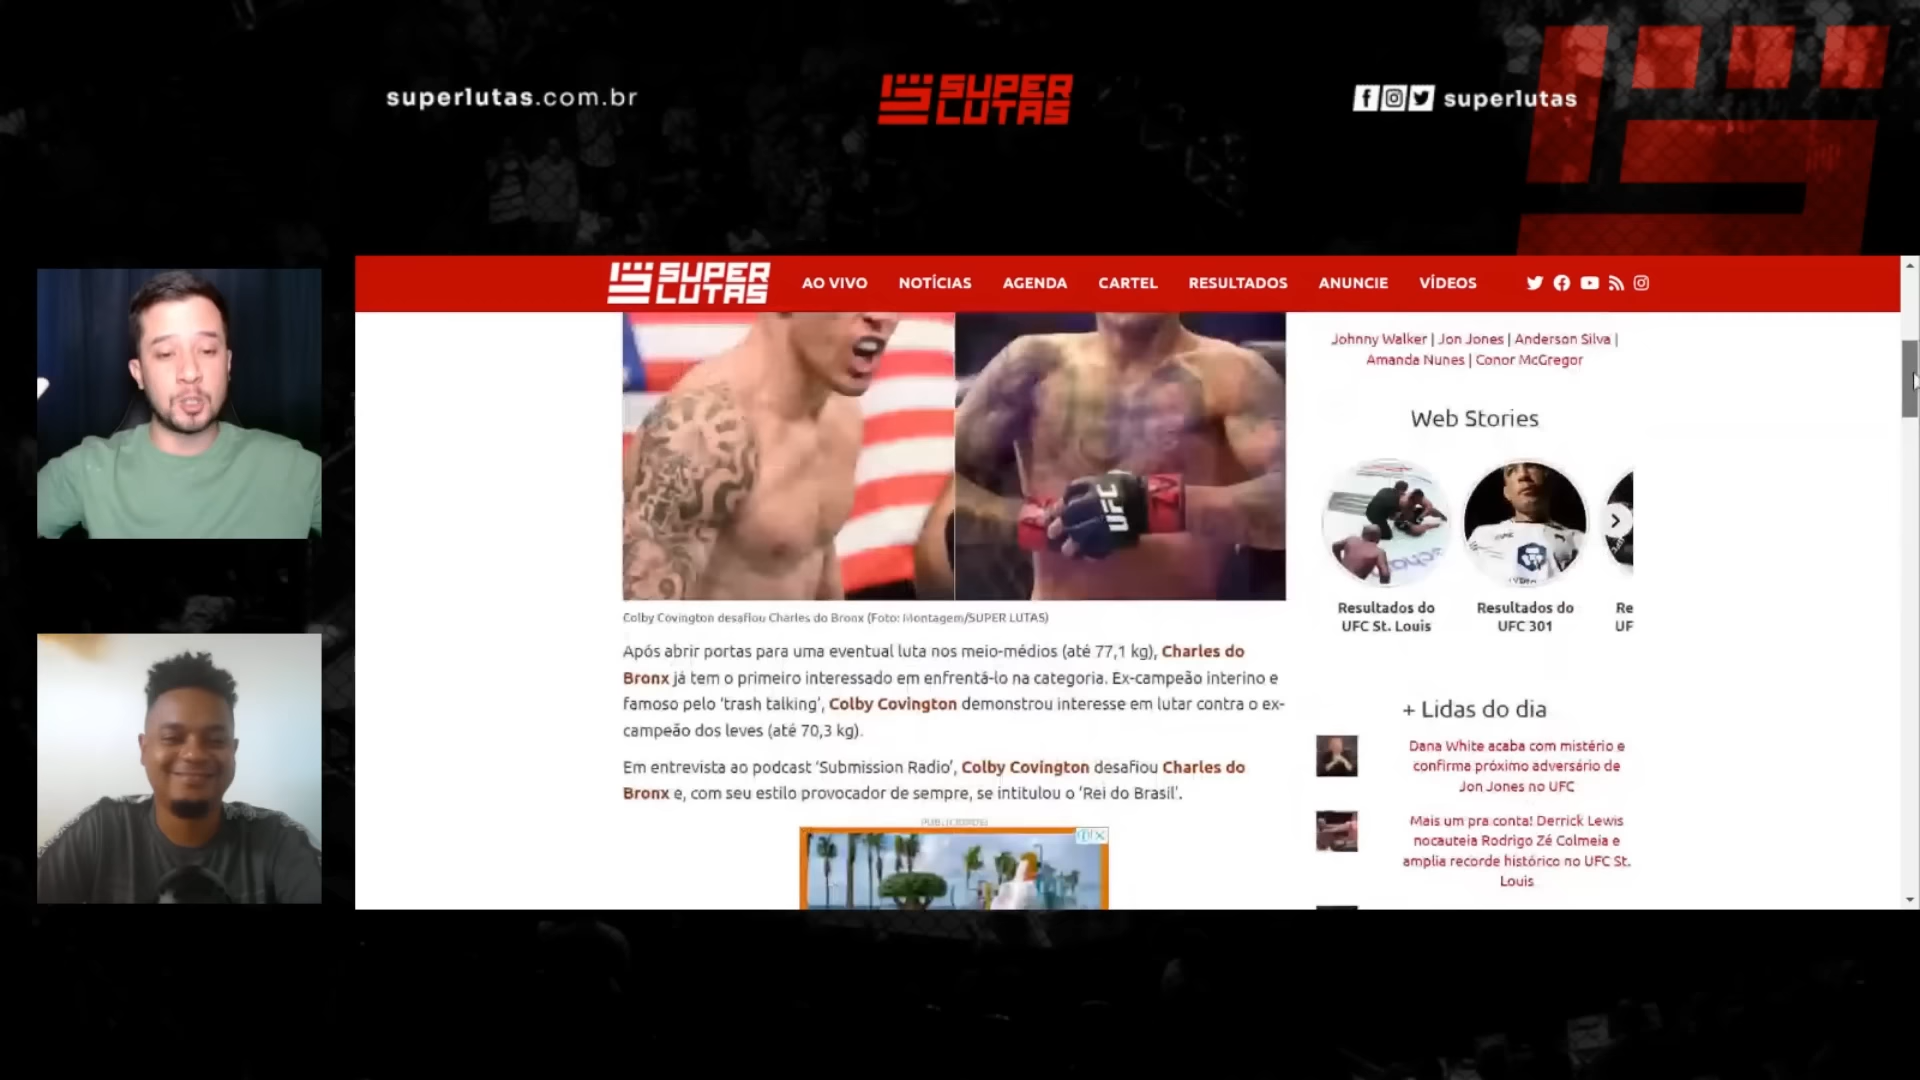 superlutas.com.br
SUPER
LUTAS
superlutas
SUPER
LUTAS
AO VIVO
NOTÍCIAS
AGENDA
CARTEL
RESULTADOS
ANUNCIE
VÍDEOS
Johnny Walker | Jon Jones | Anderson Silva |
Amanda Nunes | Conor McGregor
Web Stories
UFC
Resultados do
UFC St. Louis
Resultados do
UFC 301
Re
UF
Colby Covington desafiou Charles do Bronx (Foto: Montagem/SUPER LUTAS)
Após abrir portas para uma eventual luta nos meio-médios (até 77,1 kg), Charles do
Bronx já tem o primeiro interessado em enfrentá-lo na categoria. Ex-campeão interino e
famoso pelo ‘trash talking’, Colby Covington demonstrou interesse em lutar contra o ex-
campeão dos leves (até 70,3 kg).
Em entrevista ao podcast ‘Submission Radio’, Colby Covington desafiou Charles do
Bronx e, com seu estilo provocador de sempre, se intitulou o ‘Rei do Brasil’.
+ Lidas do dia
Dana White acaba com mistério e
confirma próximo adversário de
Jon Jones no UFC
Mais um pra conta! Derrick Lewis
nocauteia Rodrigo Zé Colmeia e
amplia recorde histórico no UFC St.
Louis